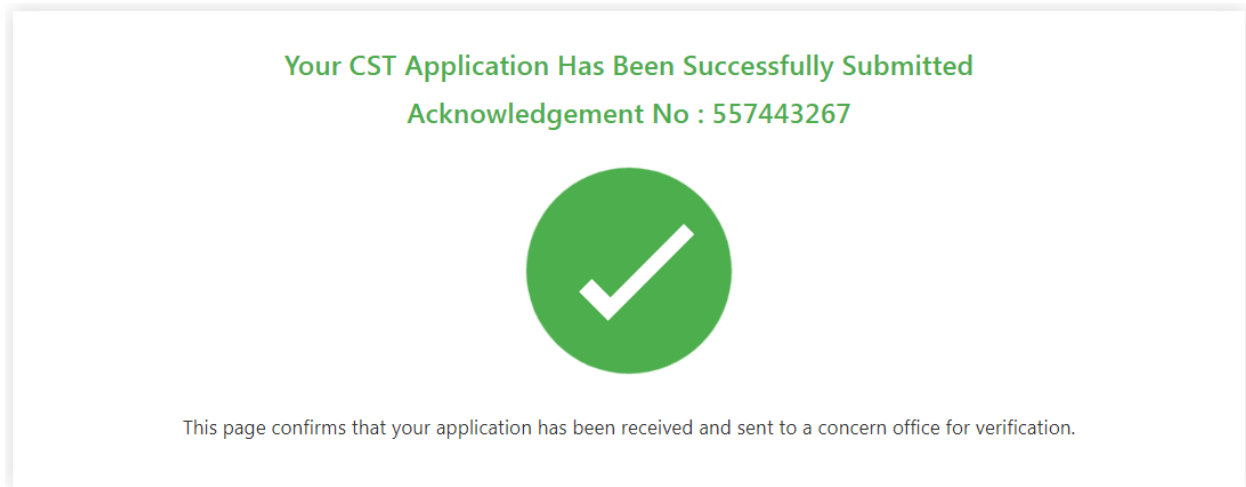 Your CST Application Has Been Successfully Submitted
Acknowledgement No : 557443267
This page confirms that your application has been received and sent to a concern office for verification.